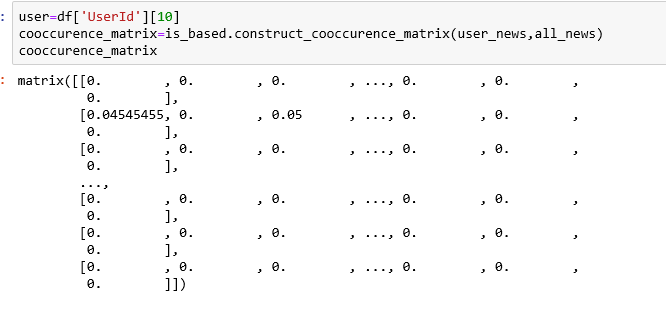 : user=df['UserId'][10]
cooccurence_matrix=is_based.construct_cooccurence_matrix(user_news,all_news)
cooccurence_matrix
: matrix([[0.        , 0.        , 0.        , ..., 0.        , 0.        ,
         0.        ],
        [0.04545455, 0.        , 0.05      , ..., 0.        , 0.        ,
         0.        ],
        [0.        , 0.        , 0.        , ..., 0.        , 0.        ,
         0.        ],
        ...,
        [0.        , 0.        , 0.        , ..., 0.        , 0.        ,
         0.        ],
        [0.        , 0.        , 0.        , ..., 0.        , 0.        ,
         0.        ],
        [0.        , 0.        , 0.        , ..., 0.        , 0.        ,
         0.        ]])